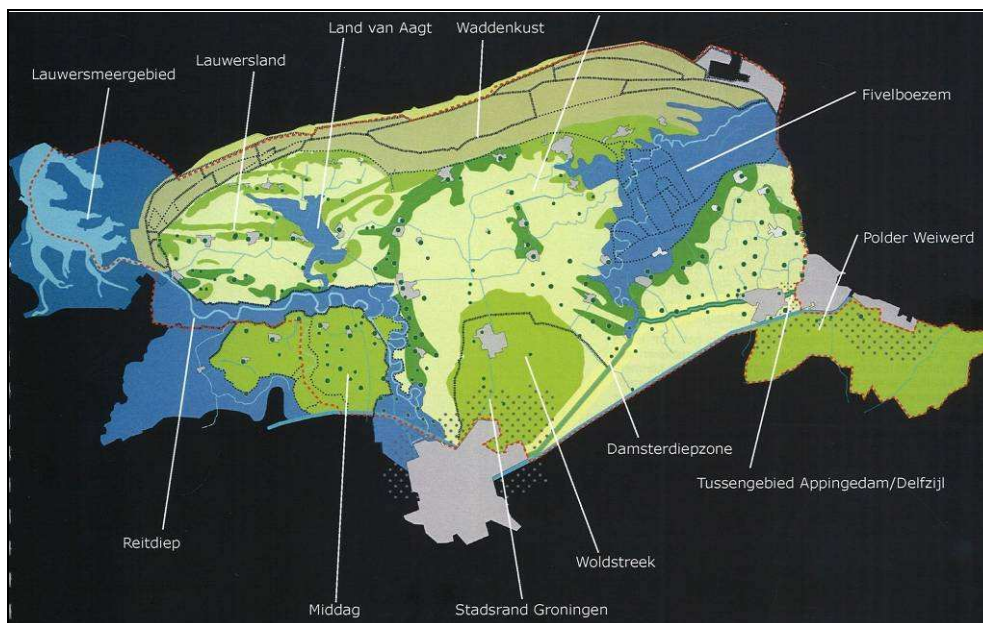 Land van Aagt
Waddenkust
Lauwersland
Lauwersmeergebied
Fivelboezem
Polder Weiwerd
Damsterdiepzone
Tussengebied Appingedam/Delfzijl
Reitdiep
Woldstreek
Middag
Stadsrand Groningen